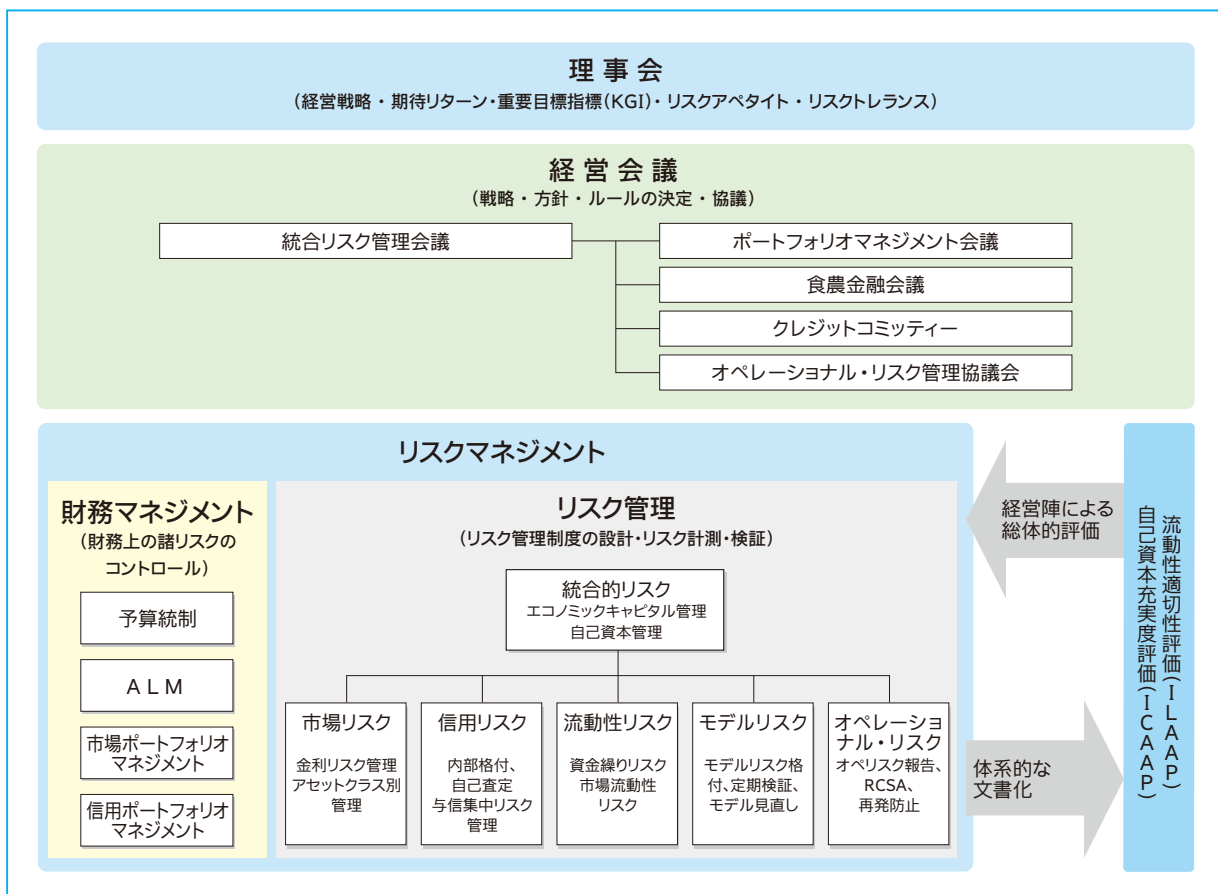 理事会
（経営戦略・期待リターン・重要目標指標(KGI)・リスクアペタイト・リスクトレランス）
経営会議
（戦略・方針・ルールの決定・協議）
統合リスク管理会議
ポートフォリオマネジメント会議
食農金融会議
クレジットコミッティー
オペレーショナル・リスク管理協議会
リスクマネジメント
財務マネジメント
（財務上の諸リスクの
コントロール）
予算統制
ＡＬＭ
市場ポートフォリオ
マネジメント
信用ポートフォリオ
マネジメント
リスク管理
（リスク管理制度の設計・リスク計測・検証）
統合的リスク
エコノミックキャピタル管理
自己資本管理
市場リスク
金利リスク管理
アセットクラス別
管理
信用リスク
内部格付、
自己査定
与信集中リスク
管理
流動性リスク
資金繰りリスク
市場流動性
リスク
モデルリスク
モデルリスク格
付、定期検証、
モデル見直し
オペレーショ
ナル・リスク
オペリスク報告、
RCSA、
再発防止
経営陣による
総体的評価
体系的な
文書化
流動性適切性評価(ＩＬＡＡＰ)
自己資本充実度評価(ＩＣＡＡＰ)